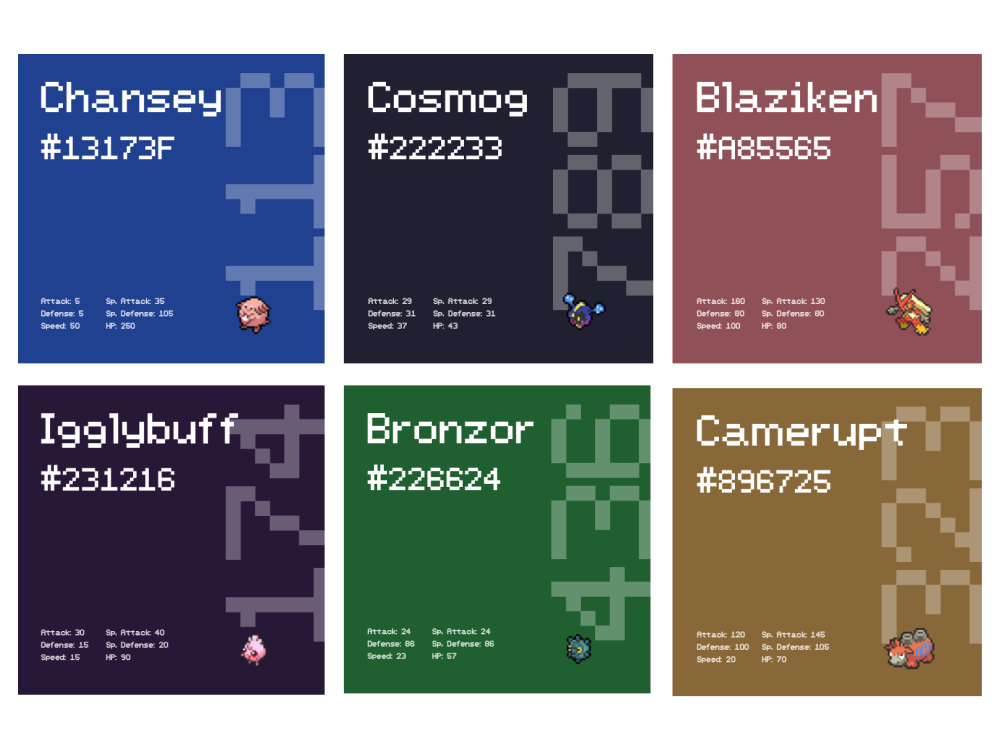 Chansey
#13173F
113
Attack: 5 Sp. Attack: 35
Defense: 5 Sp. Defense: 105
Speed: 50 HP: 250
Cosmog
#222233
789
Attack: 29 Sp. Attack: 29
Defense: 31 Sp. Defense: 31
Speed: 37 HP: 43
Blaziken
#A85565
257
Attack: 160 Sp. Attack: 130
Defense: 80 Sp. Defense: 80
Speed: 100 HP: 80
Igglybuff
#231216
174
Attack: 30 Sp. Attack: 40
Defense: 15 Sp. Defense: 20
Speed: 15 HP: 90
Bronzor
#226624
436
Attack: 24 Sp. Attack: 24
Defense: 86 Sp. Defense: 86
Speed: 23 HP: 57
Camerupt
#896725
323
Attack: 120 Sp. Attack: 145
Defense: 100 Sp. Defense: 105
Speed: 20 HP: 70